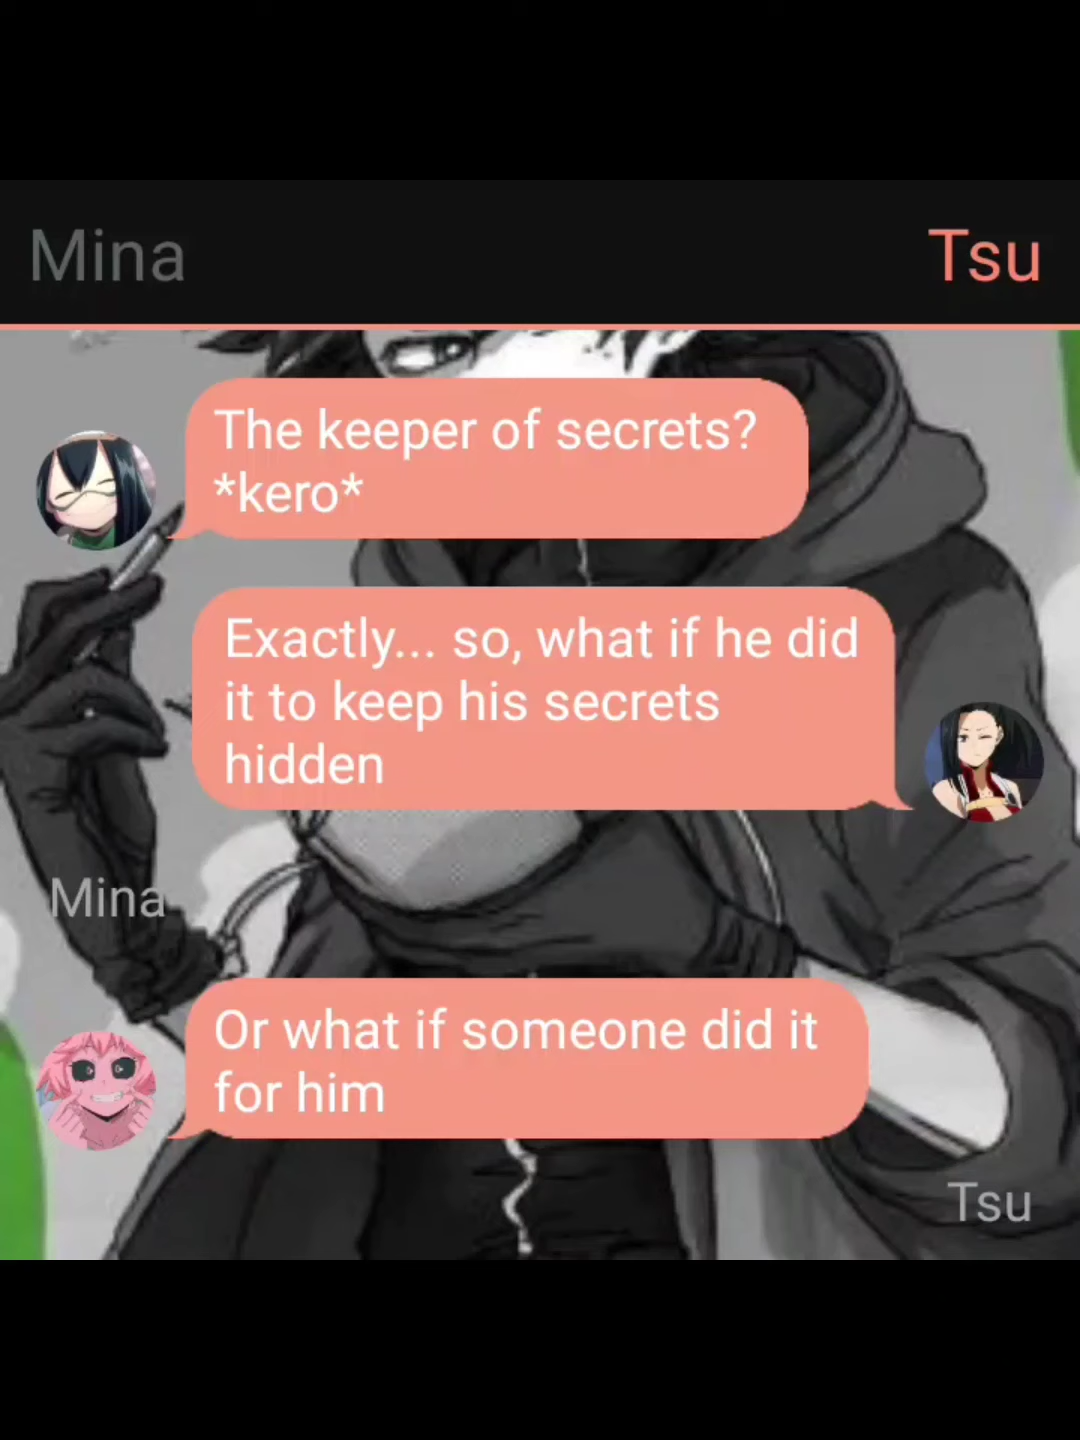 Mina
Tsu
The keeper of secrets?
*kero*
Exactly... so, what if he did
it to keep his secrets
hidden
Mina
Or what if someone did it
for him
Tsu